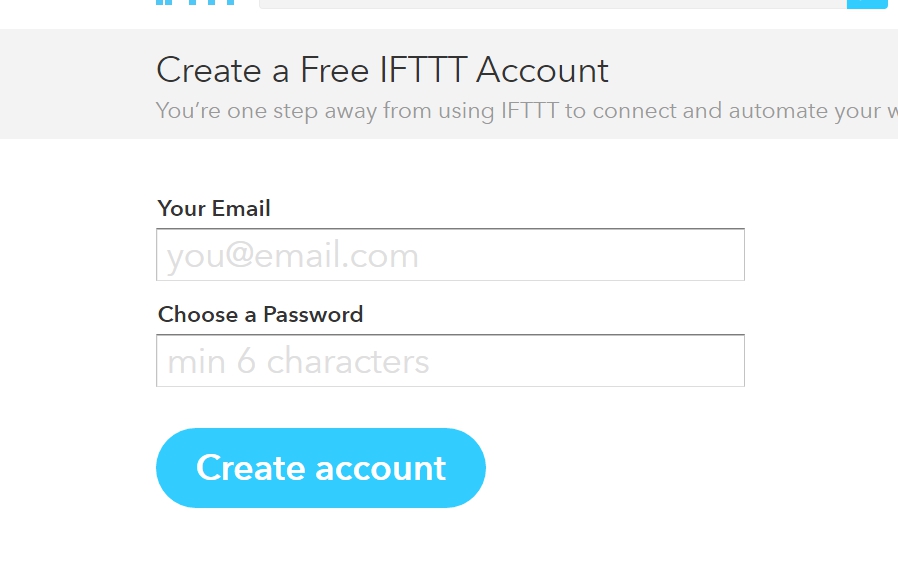 Create a Free IFTTT Account
You're one step away from using IFTTT to connect and automate your
Your Email
you@email.com
Choose a Password
min 6 characters
Create account